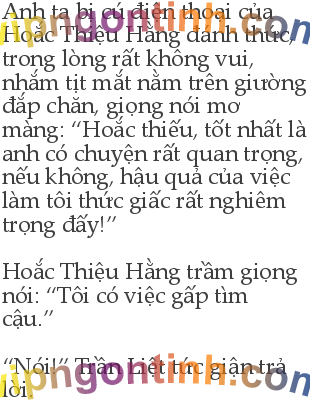 Anh ta bị cú điện thoại của
Hoắc Thiệu Hằng đánh thức,
vipngontinh.com
trong lòng rất không vui,
nhắm tịt mắt nằm trên giường
đắp chăn, giọng nói mơ
màng: “Hoắc thiếu, tốt nhất là
anh có chuyện rất quan trọng,
nếu không, hậu quả của việc
làm tôi thức giấc rất nghiêm
trọng đấy!”
Hoắc Thiệu Hằng trầm giọng
nói: “Tôi có việc gấp tìm
cậu.”
“Nói!” Trần Liệt tức giận trả
lời.
vipngontinh.com